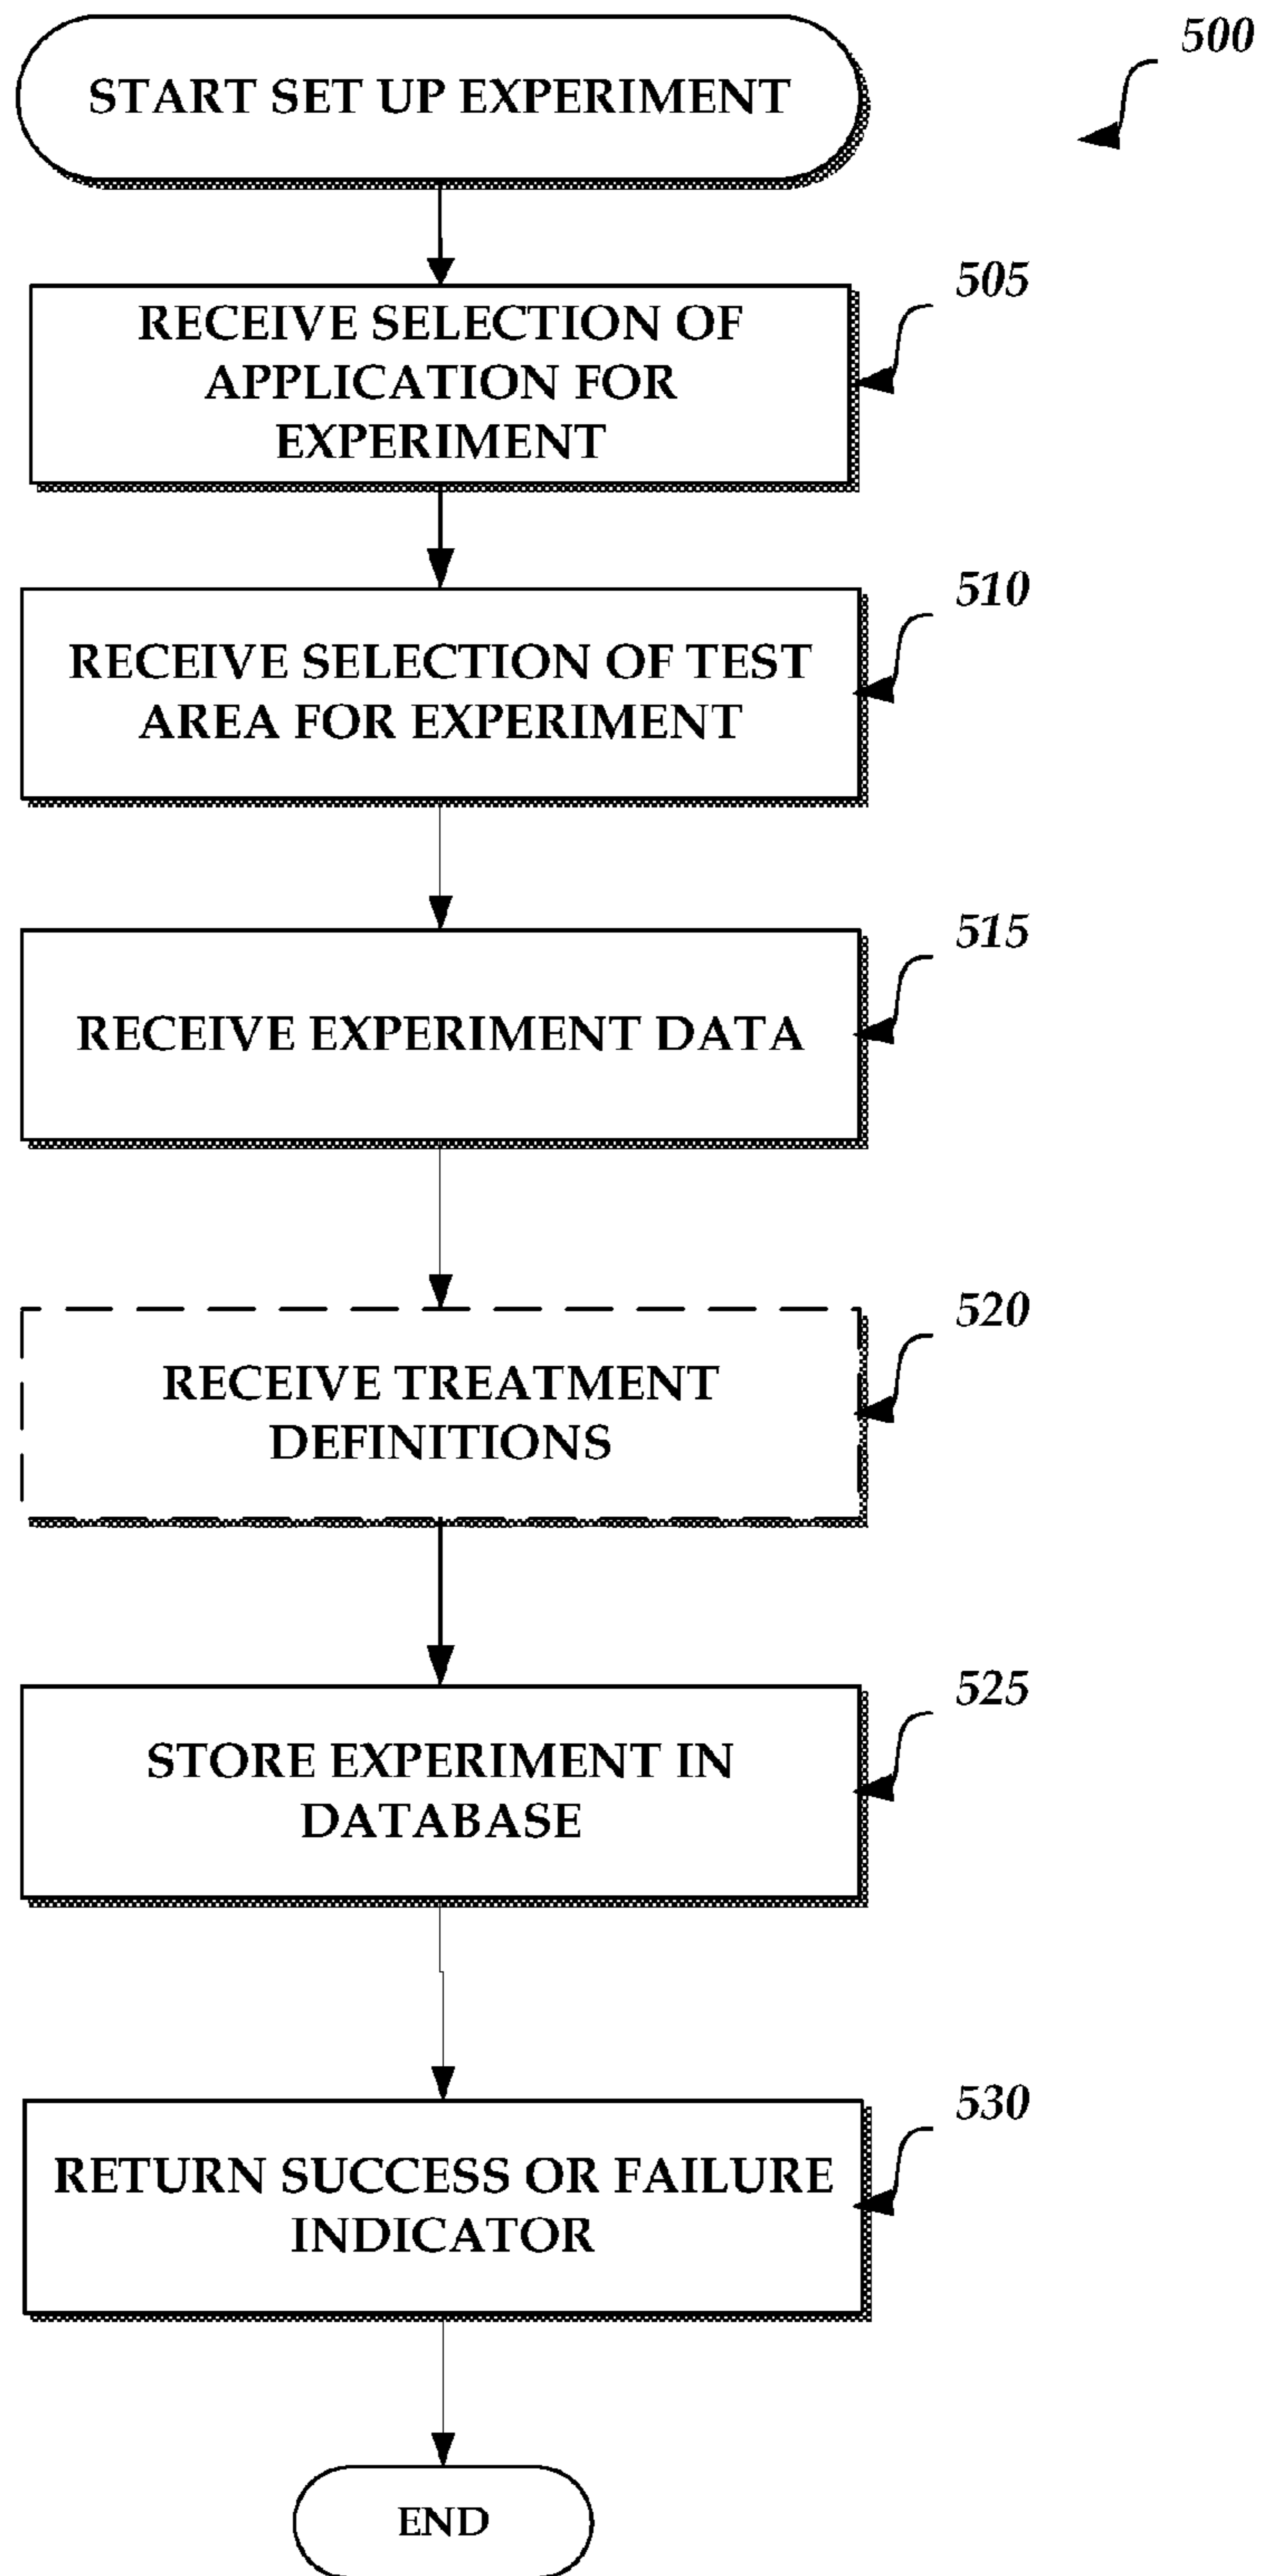 500
START SET UP EXPERIMENT
505
RECEIVE SELECTION OF
APPLICATION FOR
EXPERIMENT
510
RECEIVE SELECTION OF TEST
AREA FOR EXPERIMENT
515
RECEIVE EXPERIMENT DATA
520
RECEIVE TREATMENT
DEFINITIONS
525
STORE EXPERIMENT IN
DATABASE
530
RETURN SUCCESS OR FAILURE
INDICATOR
END